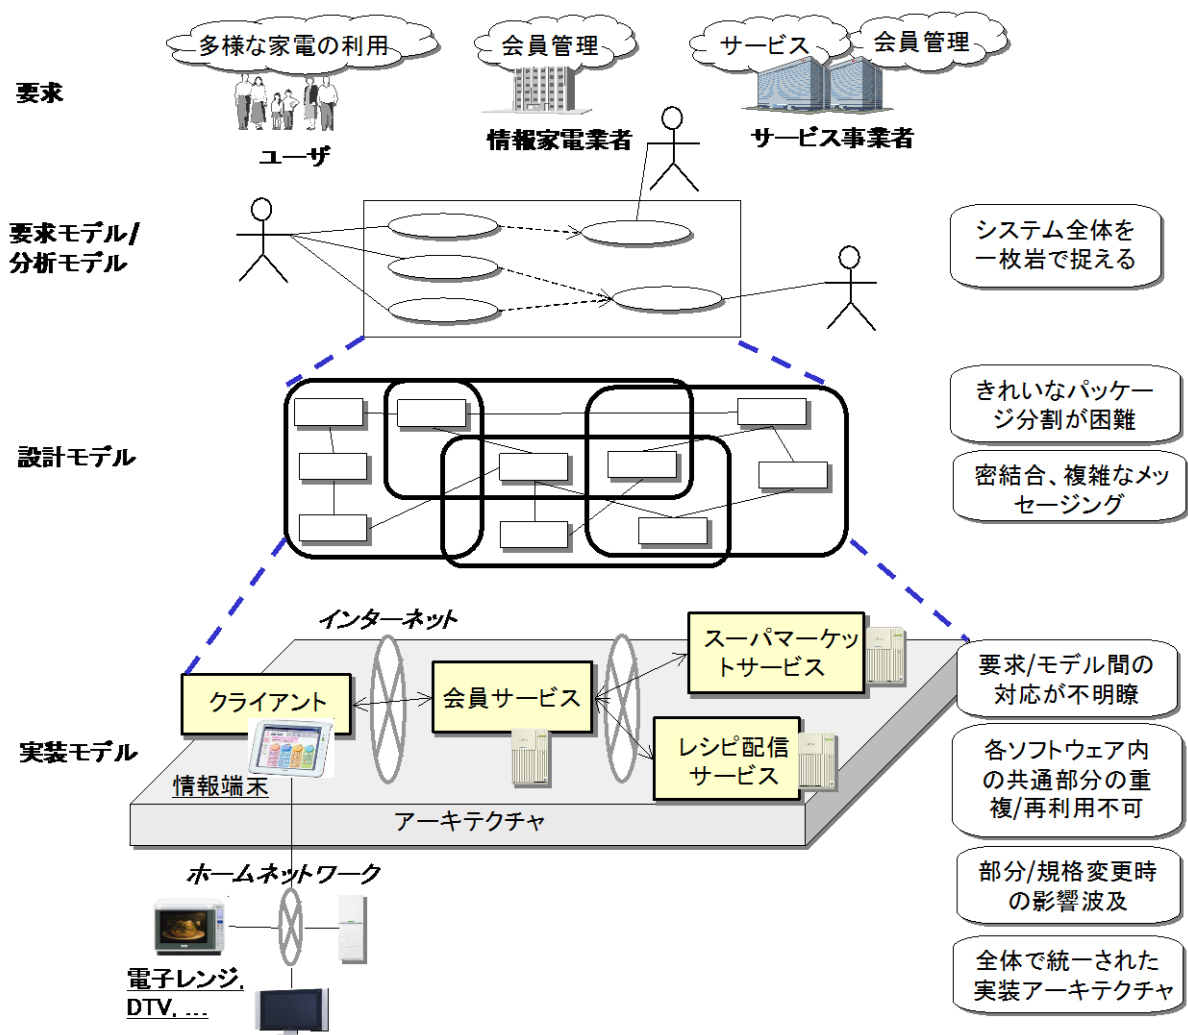 多様な家電の利用
会員管理
サービス
会員管理
要求
ユーザ
情報家電業者
サービス事業者
要求モデル/
分析モデル
システム全体を
一枚岩で捉える
設計モデル
きれいなパッケー
ジ分割が困難
密結合、複雑なメッ
セージング
インターネット
スーパマーケッ
トサービス
クライアント
会員サービス
レシピ配信
サービス
実装モデル
情報端末
アーキテクチャ
要求/モデル間の
対応が不明瞭
各ソフトウェア内
の共通部分の重
複/再利用不可
部分/規格変更時
の影響波及
全体で統一された
実装アーキテクチャ
ホームネットワーク
電子レンジ,
DTV, ...